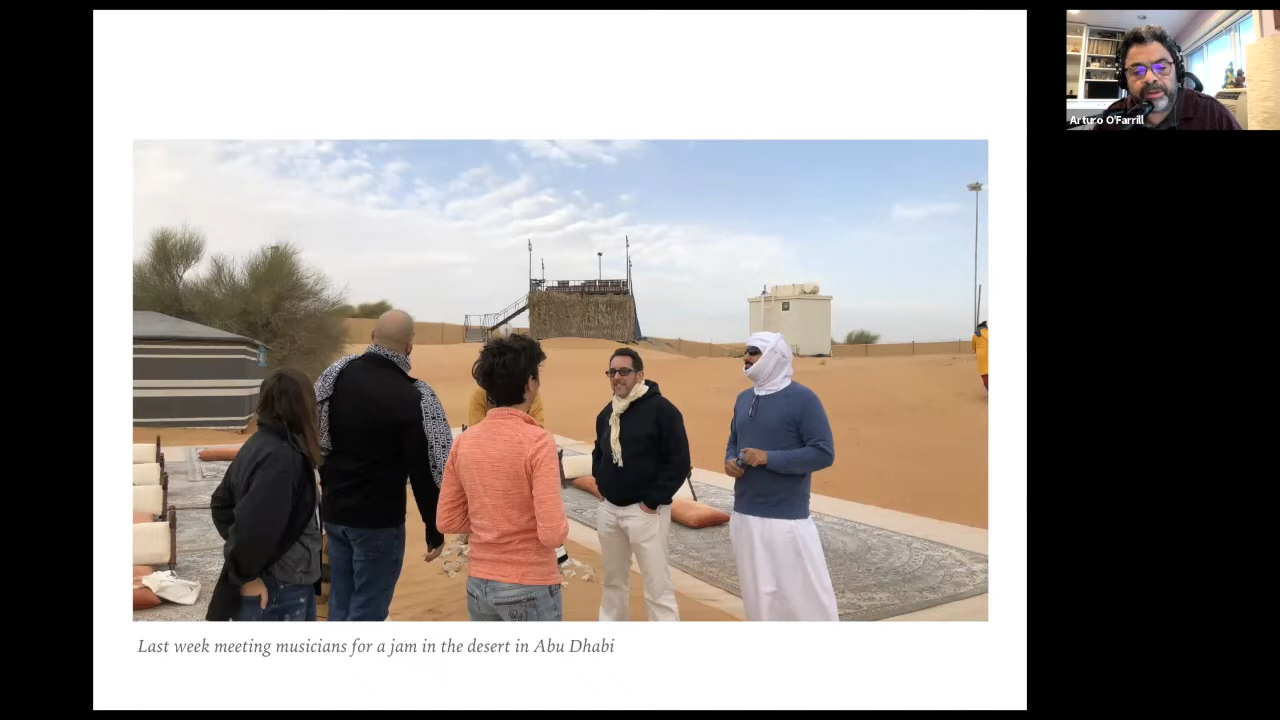 Arturo O'Farrill
Last week meeting musicians for a jam in the desert in Abu Dhabi